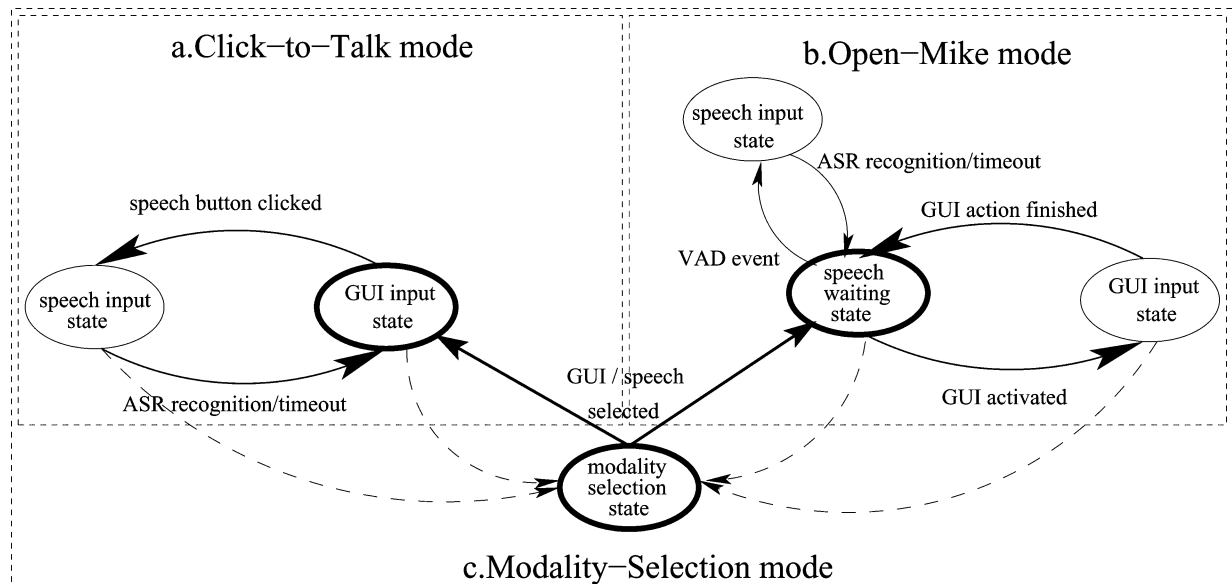 a.Click−to−Talk mode
b.Open−Mike mode
speech input
state
ASR recognition/timeout
speech button clicked
GUI action finished
VAD event
speech input
state
GUI input
state
speech
waiting
state
GUI input
state
GUI / speech
selected
ASR recognition/timeout
GUI activated
modality
selection
state
c.Modality−Selection mode